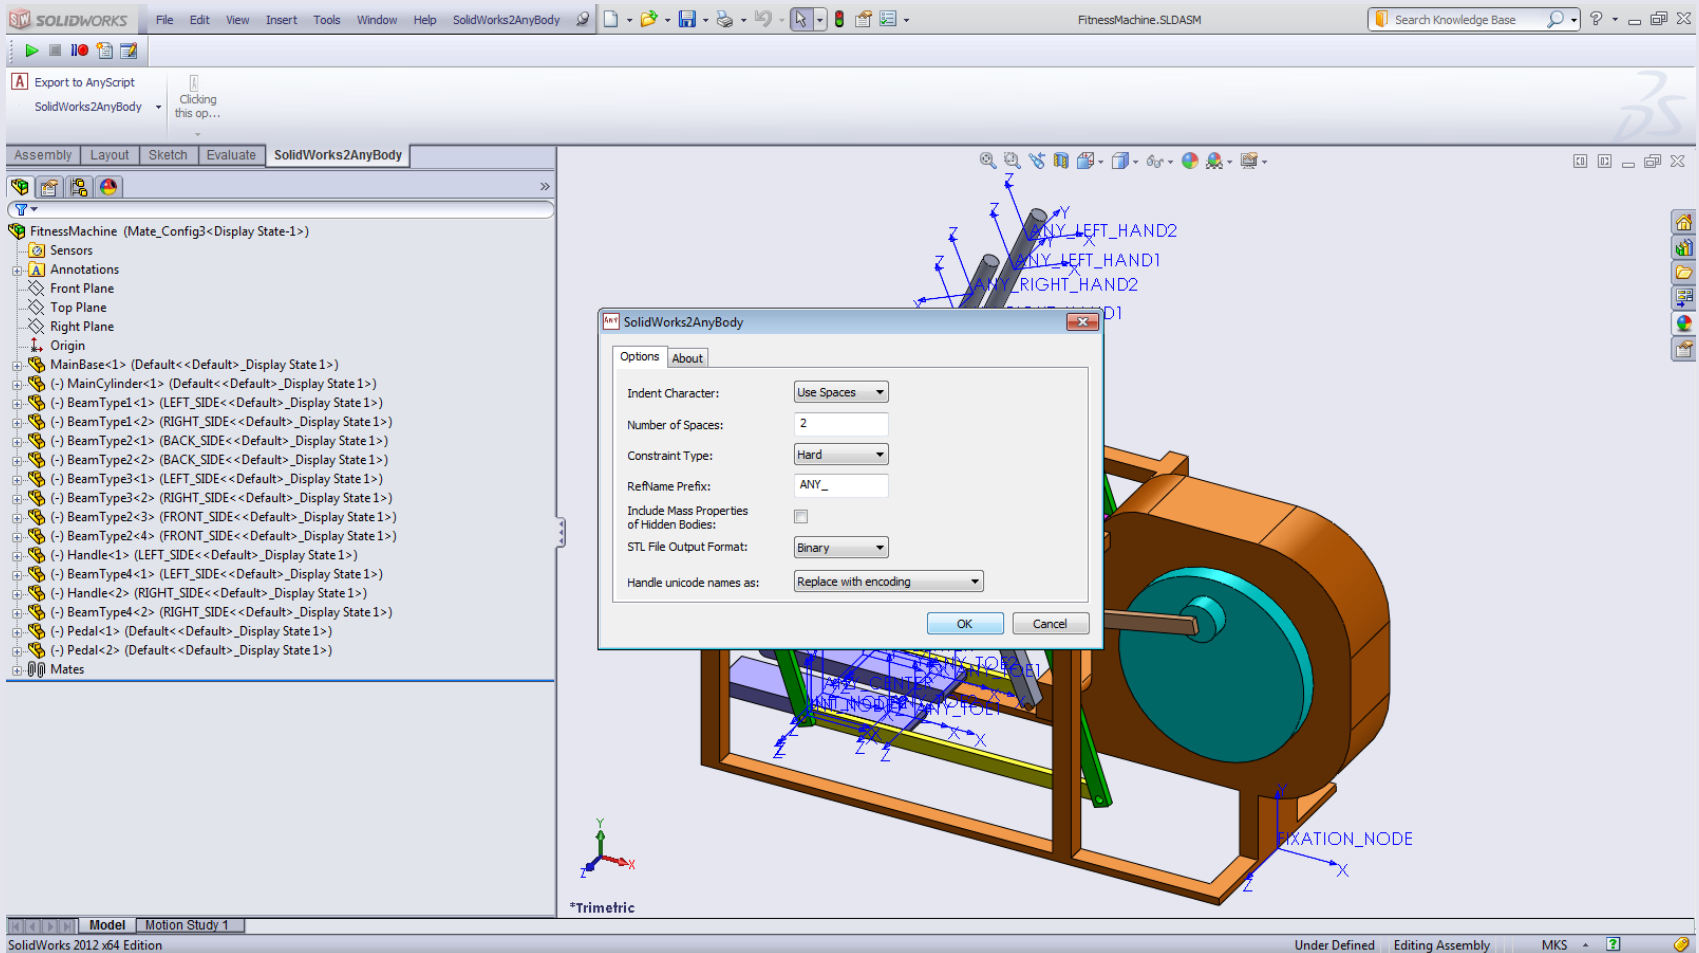 SOLIDWORKS File Edit View Insert Tools Window Help SolidWorks2AnyBody FitnessMachine.SLDASM Search Knowledge Base
Export to AnyScript
SolidWorks2AnyBody
Clicking
this op...
Assembly Layout Sketch Evaluate SolidWorks2AnyBody
FitnessMachine (Mate_Config3<Display State-1>)
Sensors
Annotations
Front Plane
Top Plane
Right Plane
Origin
MainBase<1> (Default<<Default>_Display State 1>)
(-) MainCylinder<1> (Default<<Default>_Display State 1>)
(-) BeamType1<1> (LEFT_SIDE<<Default>_Display State 1>)
(-) BeamType1<2> (RIGHT_SIDE<<Default>_Display State 1>)
(-) BeamType2<1> (BACK_SIDE<<Default>_Display State 1>)
(-) BeamType2<2> (BACK_SIDE<<Default>_Display State 1>)
(-) BeamType3<1> (LEFT_SIDE<<Default>_Display State 1>)
(-) BeamType3<2> (RIGHT_SIDE<<Default>_Display State 1>)
(-) BeamType2<3> (FRONT_SIDE<<Default>_Display State 1>)
(-) BeamType2<4> (FRONT_SIDE<<Default>_Display State 1>)
(-) Handle<1> (LEFT_SIDE<<Default>_Display State 1>)
(-) BeamType4<1> (LEFT_SIDE<<Default>_Display State 1>)
(-) Handle<2> (RIGHT_SIDE<<Default>_Display State 1>)
(-) BeamType4<2> (RIGHT_SIDE<<Default>_Display State 1>)
(-) Pedal<1> (Default<<Default>_Display State 1>)
(-) Pedal<2> (Default<<Default>_Display State 1>)
Mates
ANY_LEFT_HAND2
ANY_LEFT_HAND1
ANY_RIGHT_HAND2
SolidWorks2AnyBody
Options About
Indent Character: Use Spaces
Number of Spaces: 2
Constraint Type: Hard
RefName Prefix: ANY_
Include Mass Properties
of Hidden Bodies:
STL File Output Format: Binary
Handle unicode names as: Replace with encoding
OK Cancel
ANY_TOE1
ANY_CENTER
ANY_TOE1
FIXATION_NODE
Y
X
Z
*Trimetric
Model Motion Study 1
SolidWorks 2012 x64 Edition Under Defined Editing Assembly MKS